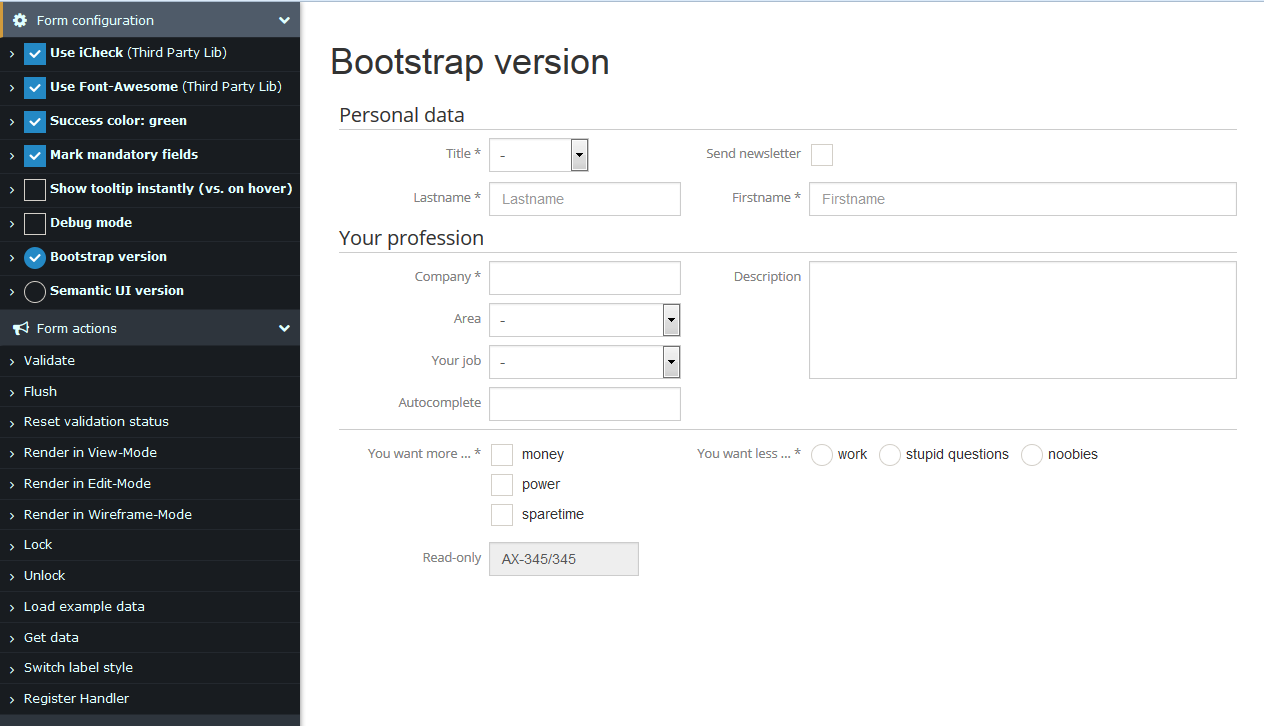 Form configuration
Use iCheck (Third Party Lib)
Use Font-Awesome (Third Party Lib)
Success color: green
Mark mandatory fields
Show tooltip instantly (vs. on hover)
Debug mode
Bootstrap version
Semantic UI version
Form actions
Validate
Flush
Reset validation status
Render in View-Mode
Render in Edit-Mode
Render in Wireframe-Mode
Lock
Unlock
Load example data
Get data
Switch label style
Register Handler
Bootstrap version
Personal data
Title * - Send newsletter
Lastname * Lastname Firstname * Firstname
Your profession
Company * Description
Area -
Your job -
Autocomplete
You want more ... * money You want less ... * work stupid questions noobies
power
sparetime
Read-only AX-345/345